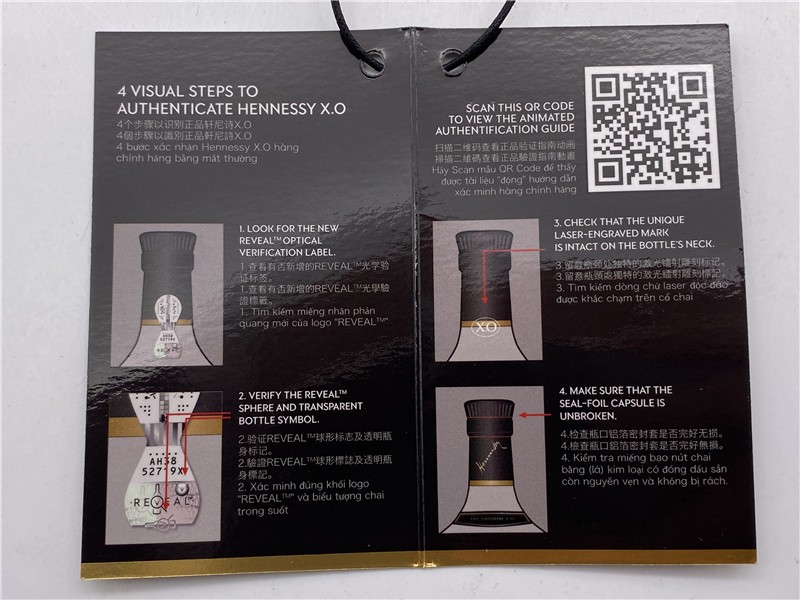 4 VISUAL STEPS TO
AUTHENTICATE HENNESSY X.O
4个步骤以识别正品轩尼诗X.O
4個步驟以識別正品軒尼詩X.O
4 bước xác nhận Hennessy X.O hàng
chính hãng bằng mắt thường
1. LOOK FOR THE NEW
REVEAL™ OPTICAL
VERIFICATION LABEL.
1.查看有否新增的REVEAL™光学验
证标签。
1.查看有否新增的REVEAL™光學驗
證標籤。
1. Tìm kiếm miếng nhãn phản
quang mới của logo "REVEAL™"
AH38
52719X
REVEAL
2. VERIFY THE REVEAL™
SPHERE AND TRANSPARENT
BOTTLE SYMBOL.
2.验证REVEAL™球形标志及透明瓶
身标记。
2.驗證REVEAL™球形標誌及透明瓶
身標記。
2. Xác minh đúng khối logo
"REVEAL™" và biểu tượng chai
trong suốt
AH38
52719X
REVEAL™
SCAN THIS QR CODE
TO VIEW THE ANIMATED
AUTHENTIFICATION GUIDE
扫描二维码查看正品验证指南动画
掃描二維碼查看正品驗證指南動畫
Hãy Scan mẫu QR Code để thấy
được tài liệu "động" hướng dẫn
xác minh hàng chính hãng
3. CHECK THAT THE UNIQUE
LASER-ENGRAVED MARK
IS INTACT ON THE BOTTLE'S NECK.
3.留意瓶颈处独特的激光镭射雕刻标记。
3.留意瓶頸處獨特的激光鐳射雕刻標記。
3. Tìm kiếm dòng chữ laser độc đáo
được khắc chạm trên cổ chai
X.O
4. MAKE SURE THAT THE
SEAL-FOIL CAPSULE IS
UNBROKEN.
4.检查瓶口铝箔密封套是否完好无损。
4.檢查瓶口鋁箔密封套是否完好無損。
4. Kiểm tra miếng bao nút chai
bằng (lá) kim loại có đóng dấu sẵn
còn nguyên vẹn và không bị rách.
Hennessy